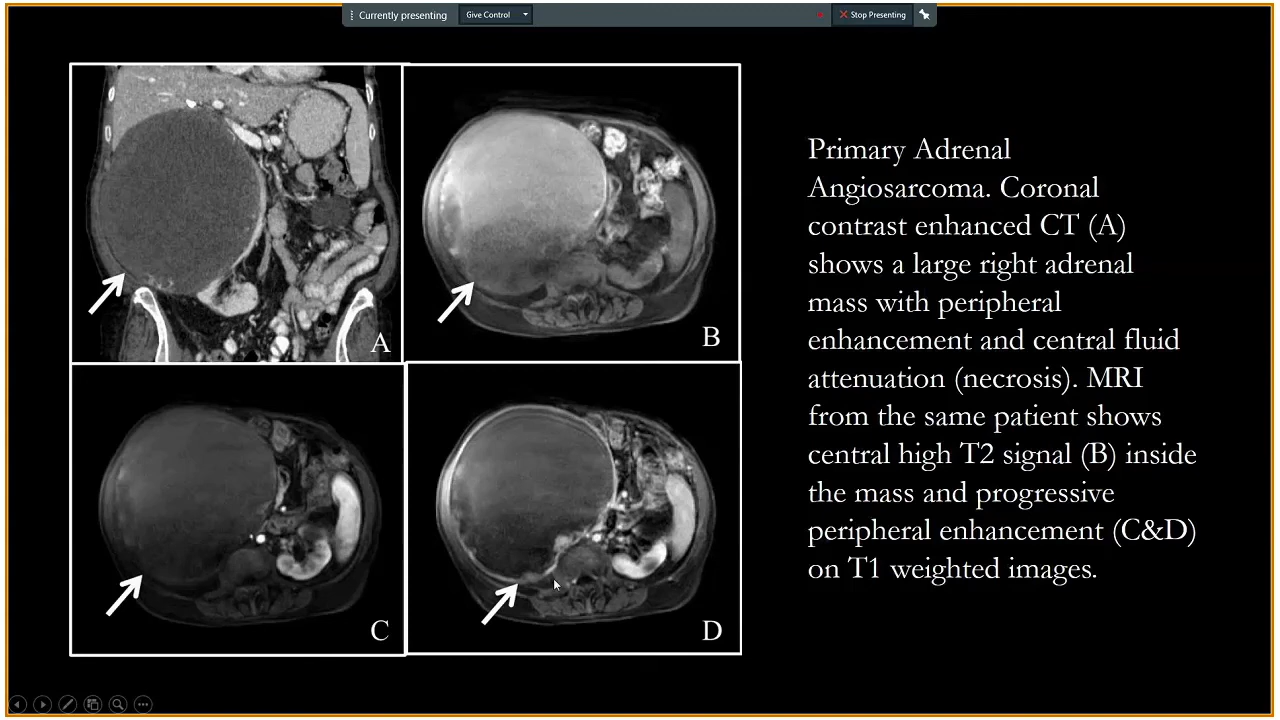 Currently presenting
Give Control
Stop Presenting
A
B
C
D
Primary Adrenal
Angiosarcoma. Coronal
contrast enhanced CT (A)
shows a large right adrenal
mass with peripheral
enhancement and central fluid
attenuation (necrosis). MRI
from the same patient shows
central high T2 signal (B) inside
the mass and progressive
peripheral enhancement (C&D)
on T1 weighted images.